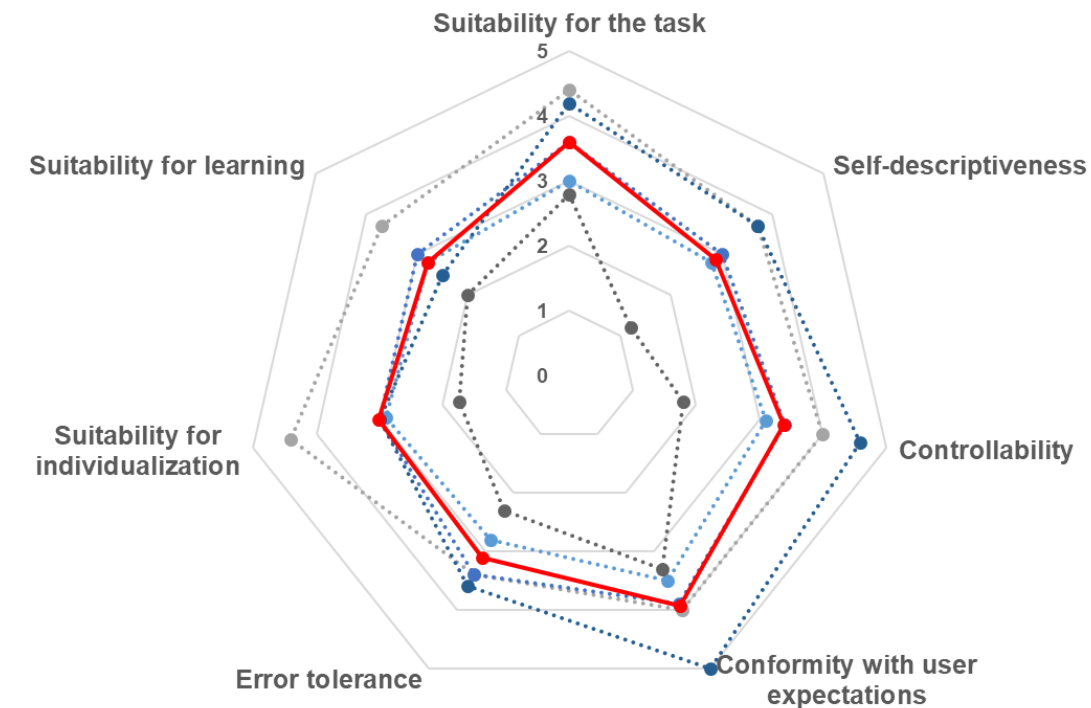 Suitability for the task
5
4
3
2
1
0
Suitability for learning
Self-descriptiveness
Suitability for
individualization
Controllability
Error tolerance
Conformity with user
expectations